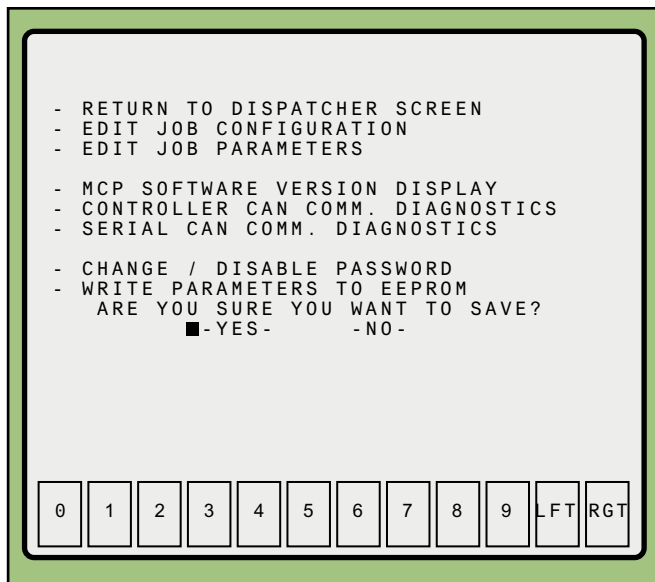 - RETURN TO DISPATCHER SCREEN
- EDIT JOB CONFIGURATION
- EDIT JOB PARAMETERS
- MCP SOFTWARE VERSION DISPLAY
- CONTROLLER CAN COMM. DIAGNOSTICS
- SERIAL CAN COMM. DIAGNOSTICS
- CHANGE / DISABLE PASSWORD
- WRITE PARAMETERS TO EEPROM
ARE YOU SURE YOU WANT TO SAVE?
■-YES- -NO-
0 1 2 3 4 5 6 7 8 9 LFT RGT